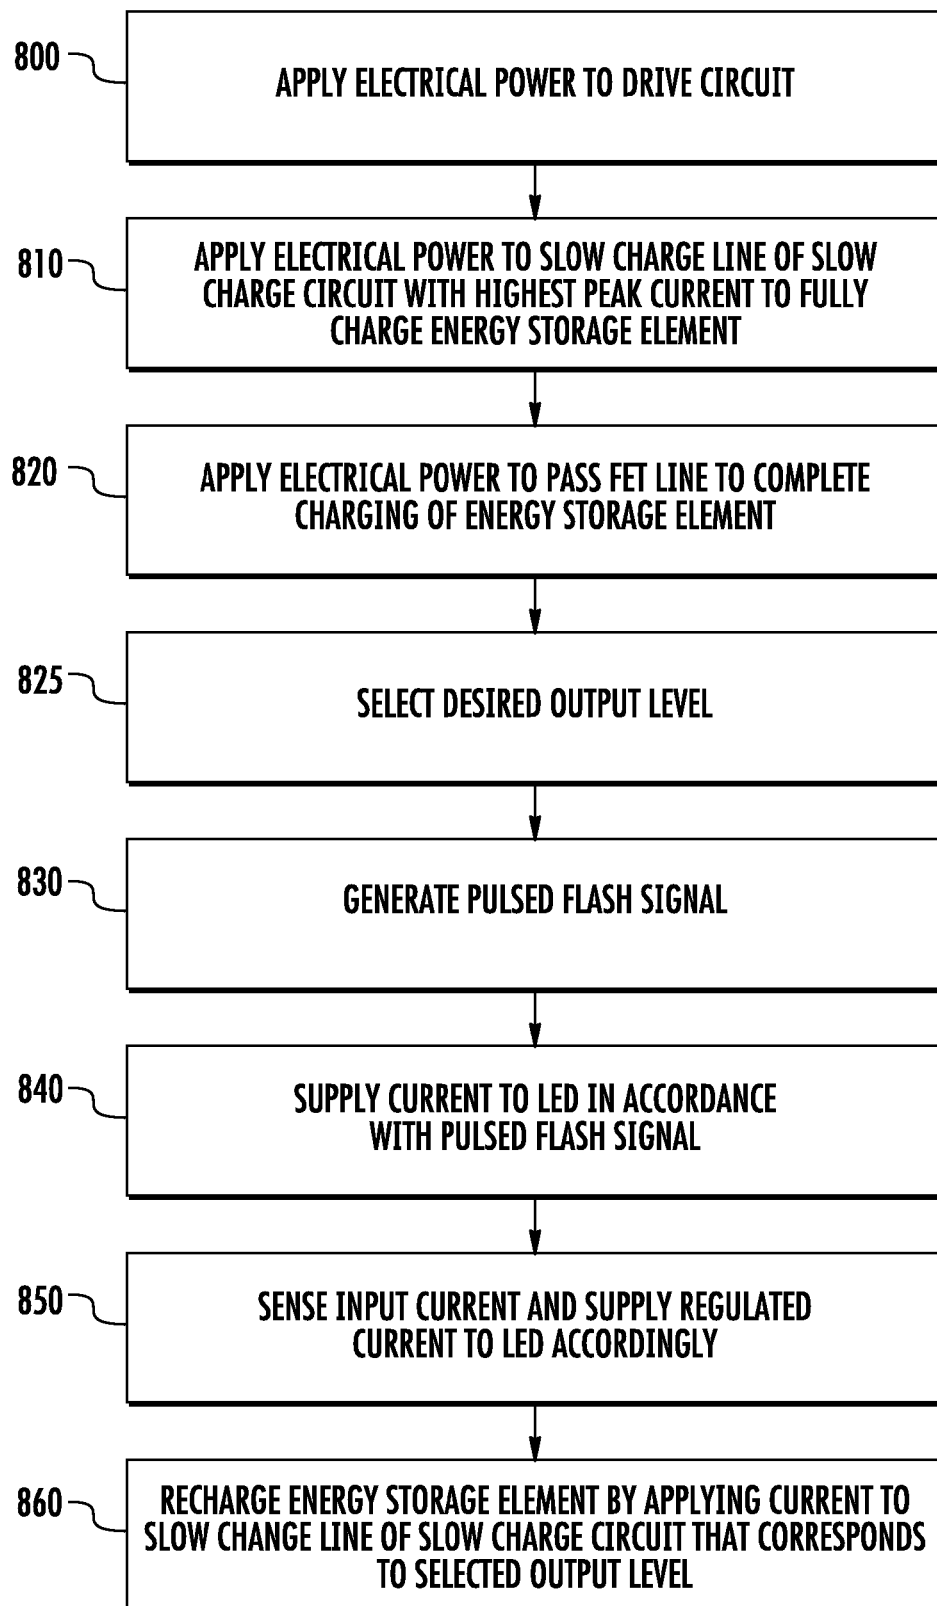 800
APPLY ELECTRICAL POWER TO DRIVE CIRCUIT
810
APPLY ELECTRICAL POWER TO SLOW CHARGE LINE OF SLOW
CHARGE CIRCUIT WITH HIGHEST PEAK CURRENT TO FULLY
CHARGE ENERGY STORAGE ELEMENT
820
APPLY ELECTRICAL POWER TO PASS FET LINE TO COMPLETE
CHARGING OF ENERGY STORAGE ELEMENT
825
SELECT DESIRED OUTPUT LEVEL
830
GENERATE PULSED FLASH SIGNAL
840
SUPPLY CURRENT TO LED IN ACCORDANCE
WITH PULSED FLASH SIGNAL
850
SENSE INPUT CURRENT AND SUPPLY REGULATED
CURRENT TO LED ACCORDINGLY
860
RECHARGE ENERGY STORAGE ELEMENT BY APPLYING CURRENT TO
SLOW CHANGE LINE OF SLOW CHARGE CIRCUIT THAT CORRESPONDS
TO SELECTED OUTPUT LEVEL